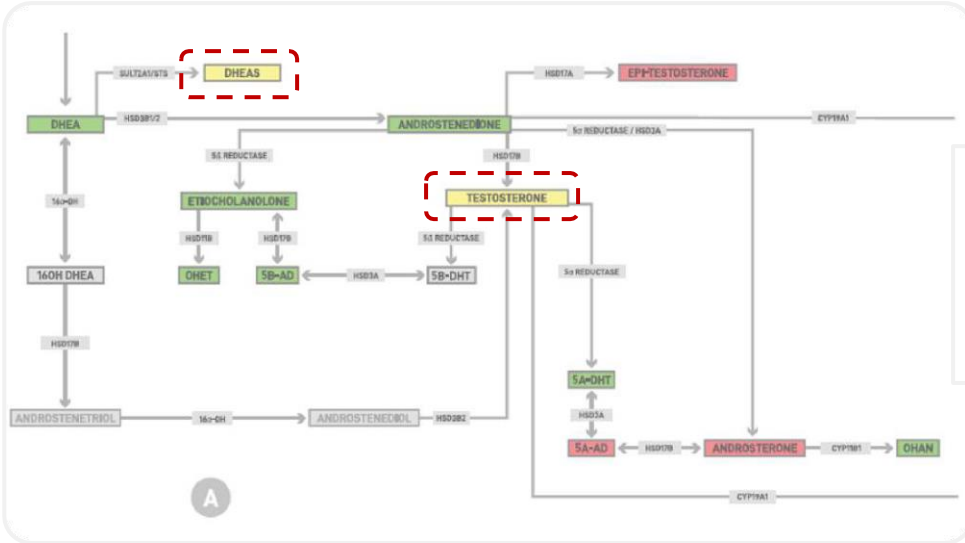 SULT2A1/STS
DHEAS
HSD17A
EPI-TESTOSTERONE
DHEA
HSD3B1/2
ANDROSTENEDIONE
CYP19A1
5α REDUCTASE / HSD3A
5ß REDUCTASE
HSD17B
16α-OH
ETIOCHOLANOLONE
TESTOSTERONE
HSD11B
HSD17B
5ß REDUCTASE
16OH DHEA
OHET
5B-AD
HSD3A
5B-DHT
5α REDUCTASE
HSD17B
5A-DHT
ANDROSTENETRIOL
16α-OH
ANDROSTENEDIOL
HSD3B2
HSD3A
5A-AD
HSD17B
ANDROSTERONE
CYP11B1
OHAN
A
CYP19A1